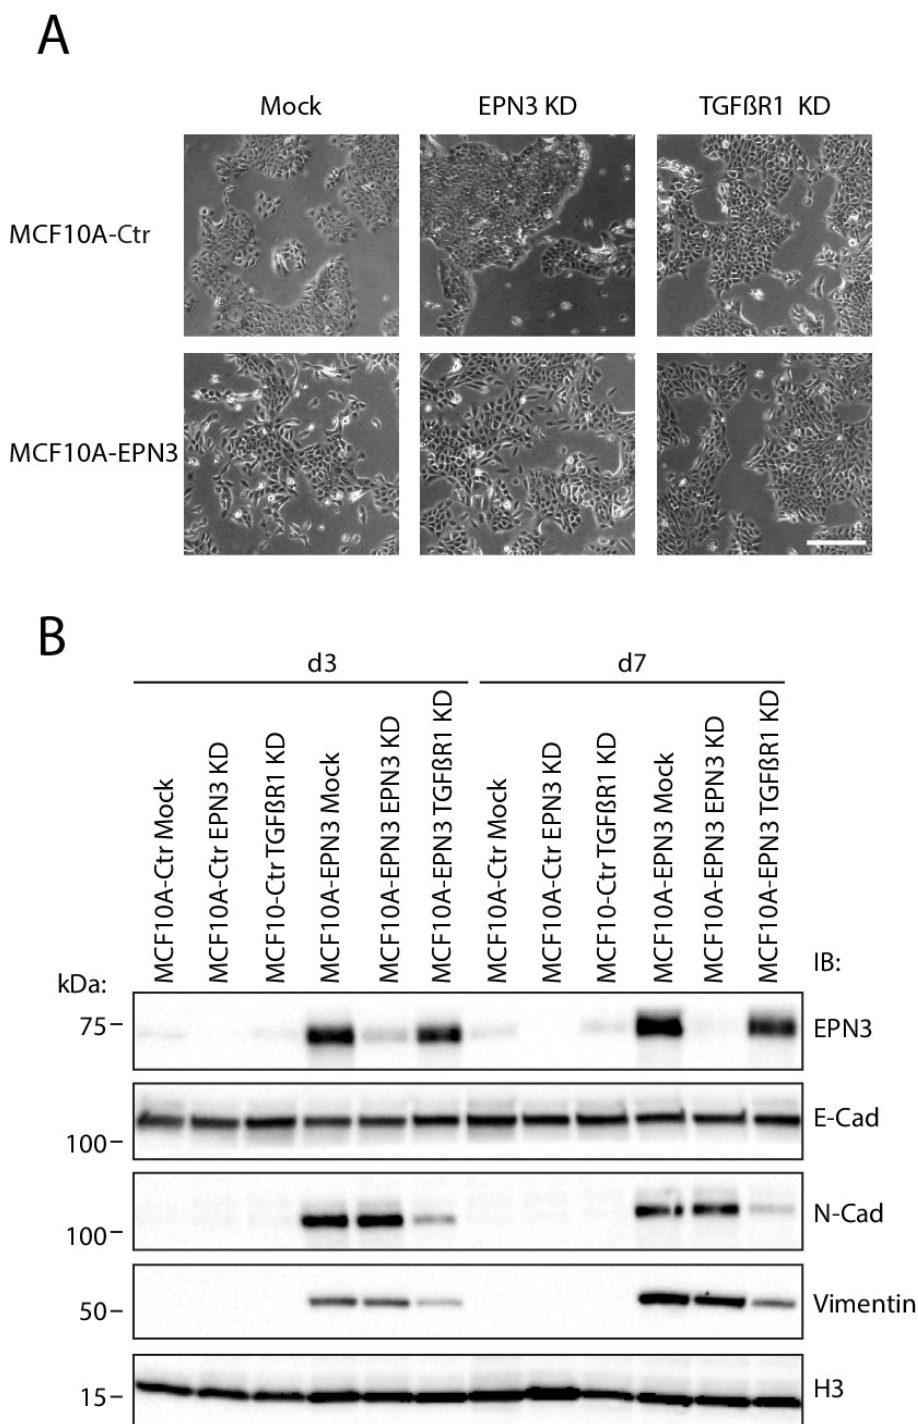 A
Mock EPN3 KD TGFßR1 KD
MCF10A-Ctr
MCF10A-EPN3
B
d3 d7
MCF10A-Ctr Mock
MCF10A-Ctr EPN3 KD
MCF10-Ctr TGFßR1 KD
MCF10A-EPN3 Mock
MCF10A-EPN3 EPN3 KD
MCF10A-EPN3 TGFßR1 KD
MCF10A-Ctr Mock
MCF10A-Ctr EPN3 KD
MCF10-Ctr TGFßR1 KD
MCF10A-EPN3 Mock
MCF10A-EPN3 EPN3 KD
MCF10A-EPN3 TGFßR1 KD
kDa: IB:
75 EPN3
E-Cad
100
N-Cad
100
50 Vimentin
15 H3